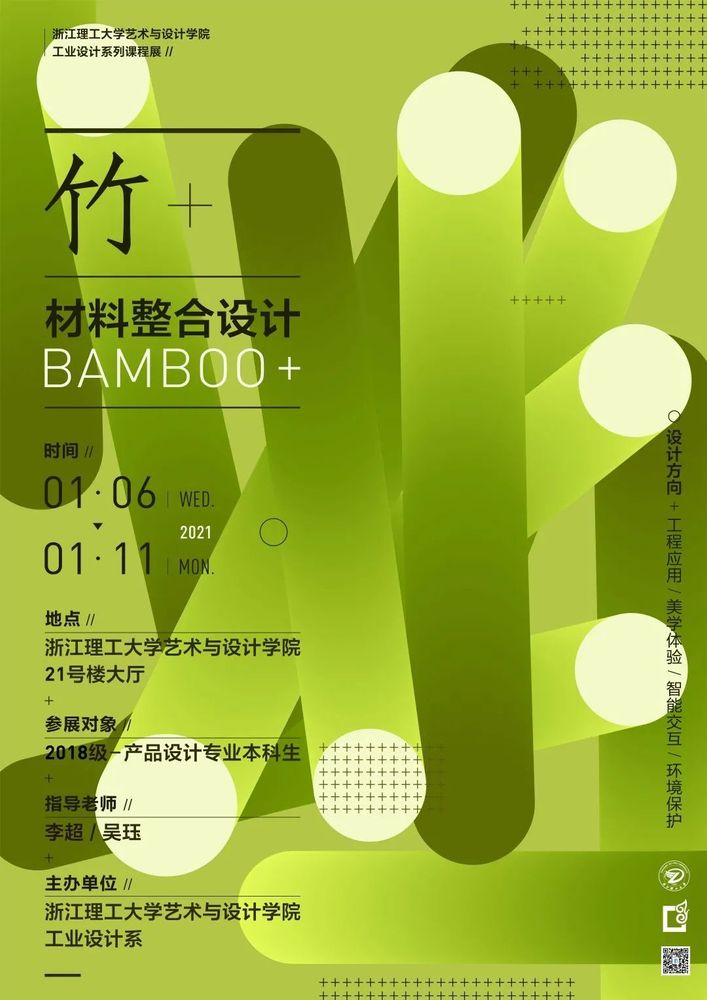 浙江理工大学艺术与设计学院
工业设计系列课程展 //
竹+
材料整合设计
BAMBOO+
时间 //
01·06 | WED.
2021
01·11 | MON.
地点 //
浙江理工大学艺术与设计学院
21号楼大厅
+
参展对象 //
2018级-产品设计专业本科生
+
指导老师 //
李超 / 吴珏
+
主办单位 //
浙江理工大学艺术与设计学院
工业设计系
设计方向 + 工程应用 / 美学体验 / 智能交互 / 环境保护